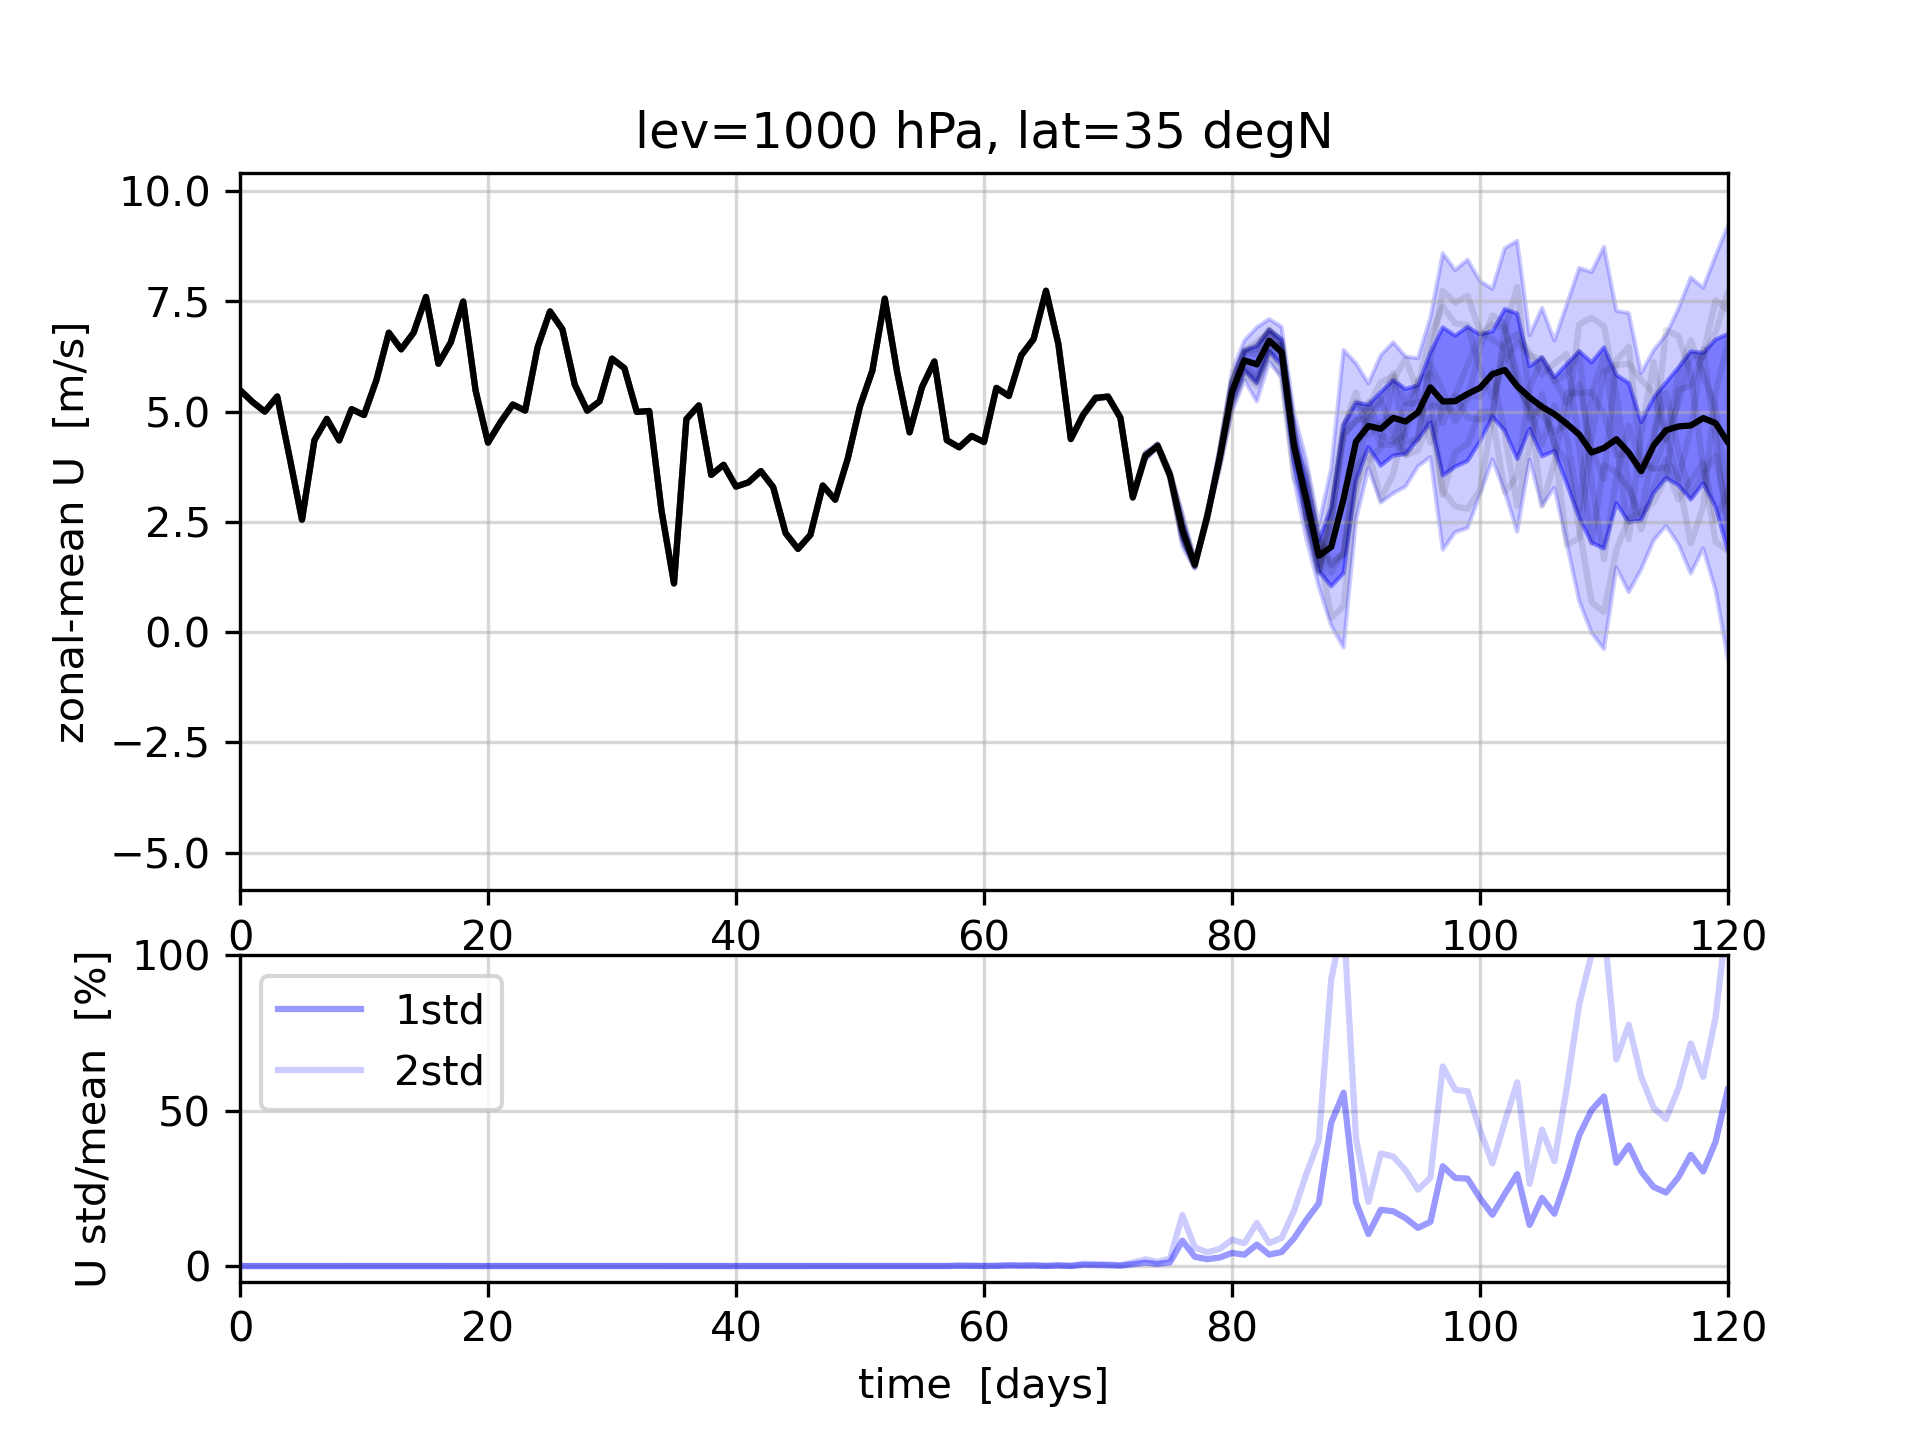 lev=1000 hPa, lat=35 degN
zonal-mean U [m/s]
10.0
7.5
5.0
2.5
0.0
−2.5
−5.0
0 20 40 60 80 100 120
U std/mean [%]
100
50
0
1std
2std
0 20 40 60 80 100 120
time [days]